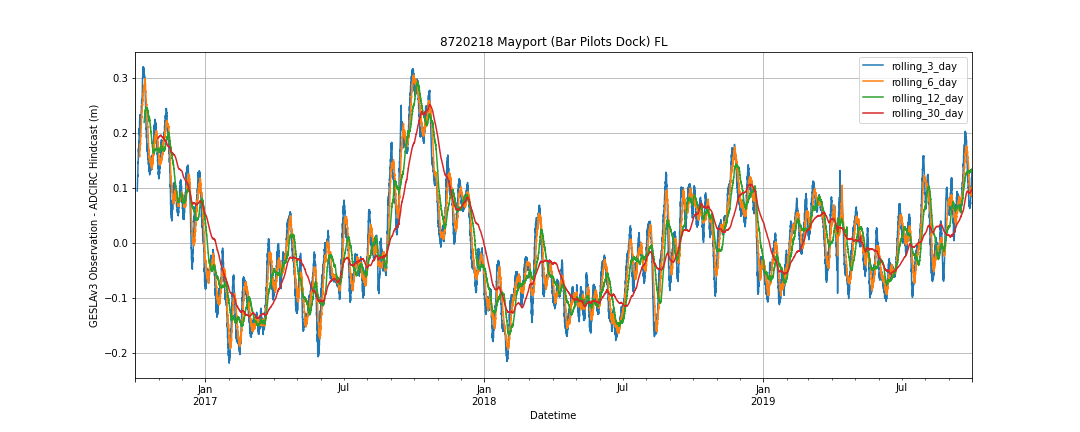 8720218 Mayport (Bar Pilots Dock) FL
rolling_3_day
rolling_6_day
rolling_12_day
rolling_30_day
GESLAv3 Observation - ADCIRC Hindcast (m)
0.3
0.2
0.1
0.0
−0.1
−0.2
Jan
2017
Jul
Jan
2018
Jul
Jan
2019
Jul
Datetime